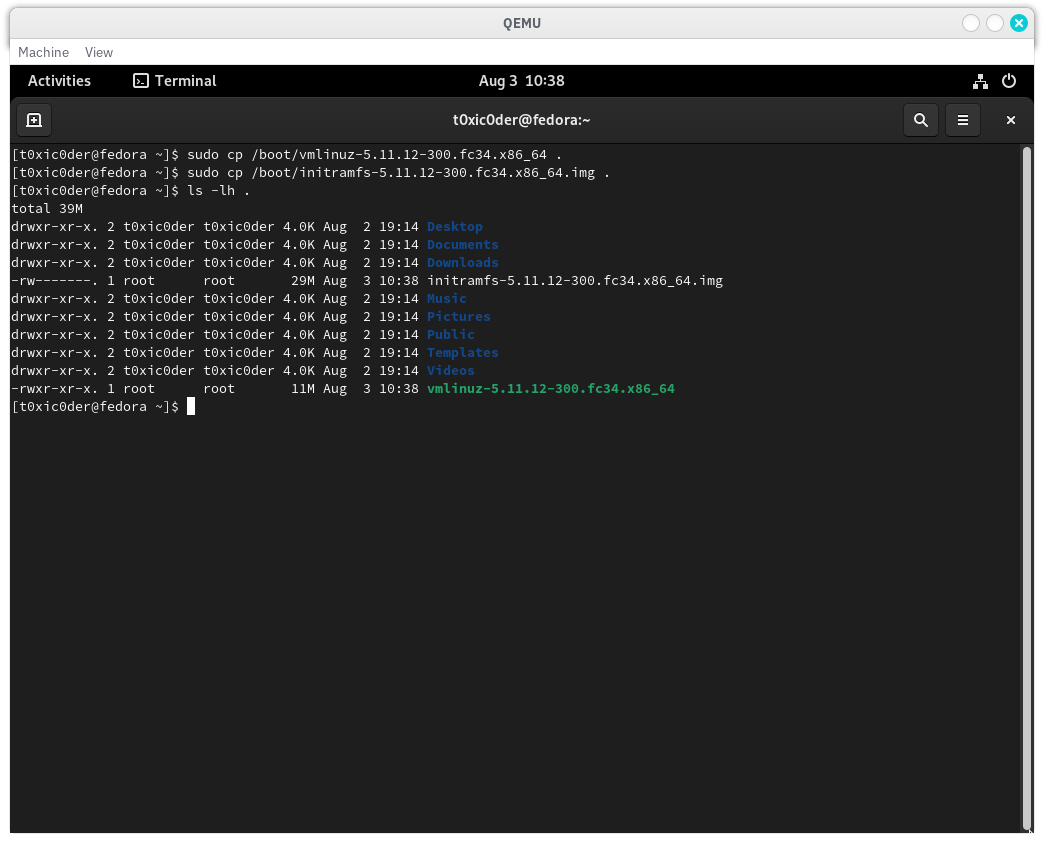 QEMU
Machine View
Activities Terminal Aug 3 10:38
t0xic0der@fedora:~
[t0xic0der@fedora ~]$ sudo cp /boot/vmlinuz-5.11.12-300.fc34.x86_64 .
[t0xic0der@fedora ~]$ sudo cp /boot/initramfs-5.11.12-300.fc34.x86_64.img .
[t0xic0der@fedora ~]$ ls -lh .
total 39M
drwxr-xr-x. 2 t0xic0der t0xic0der 4.0K Aug  2 19:14 Desktop
drwxr-xr-x. 2 t0xic0der t0xic0der 4.0K Aug  2 19:14 Documents
drwxr-xr-x. 2 t0xic0der t0xic0der 4.0K Aug  2 19:14 Downloads
-rw-------. 1 root      root       29M Aug  3 10:38 initramfs-5.11.12-300.fc34.x86_64.img
drwxr-xr-x. 2 t0xic0der t0xic0der 4.0K Aug  2 19:14 Music
drwxr-xr-x. 2 t0xic0der t0xic0der 4.0K Aug  2 19:14 Pictures
drwxr-xr-x. 2 t0xic0der t0xic0der 4.0K Aug  2 19:14 Public
drwxr-xr-x. 2 t0xic0der t0xic0der 4.0K Aug  2 19:14 Templates
drwxr-xr-x. 2 t0xic0der t0xic0der 4.0K Aug  2 19:14 Videos
-rwxr-xr-x. 1 root      root       11M Aug  3 10:38 vmlinuz-5.11.12-300.fc34.x86_64
[t0xic0der@fedora ~]$